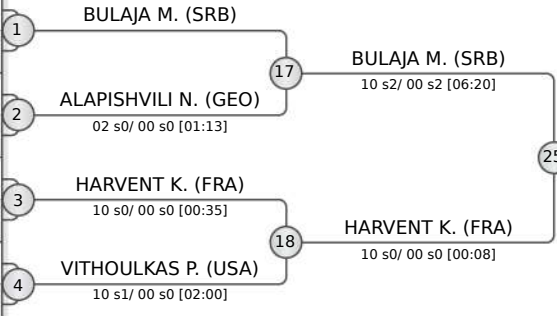 BULAJA M. (SRB)
1
17
BULAJA M. (SRB)
10 s2/ 00 s2 [06:20]
ALAPISHVILI N. (GEO)
2
02 s0/ 00 s0 [01:13]
25
HARVENT K. (FRA)
3
10 s0/ 00 s0 [00:35]
18
HARVENT K. (FRA)
10 s0/ 00 s0 [00:08]
VITHOULKAS P. (USA)
4
10 s1/ 00 s0 [02:00]